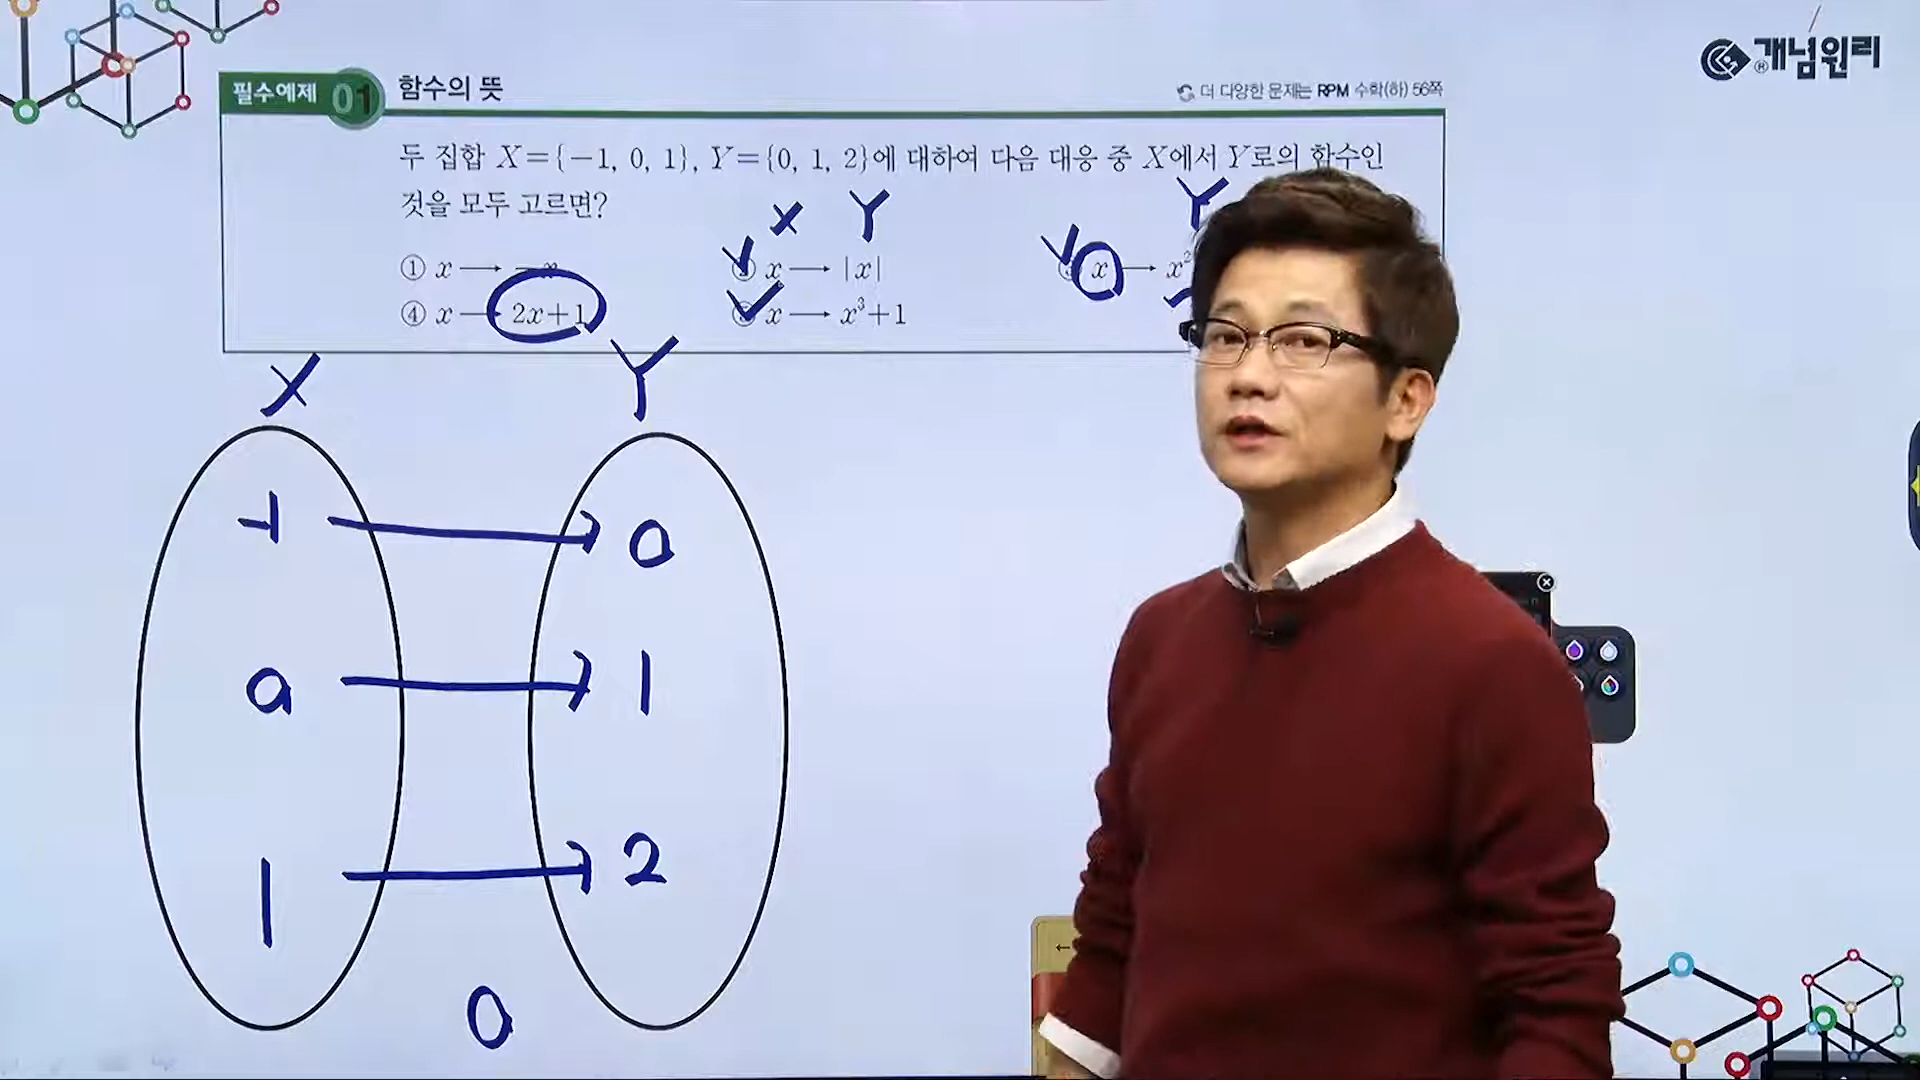 개념원리
필수예제 01 함수의 뜻
더 다양한 문제는 RPM 수학(하) 56쪽
두 집합 X={-1, 0, 1}, Y={0, 1, 2}에 대하여 다음 대응 중 X에서 Y로의 함수인
것을 모두 고르면?
X Y Y
① x → -x
x → |x|
x → x²
④ x → 2x+1
x → x³+1
X Y
-1 0
0 1
1 2
0